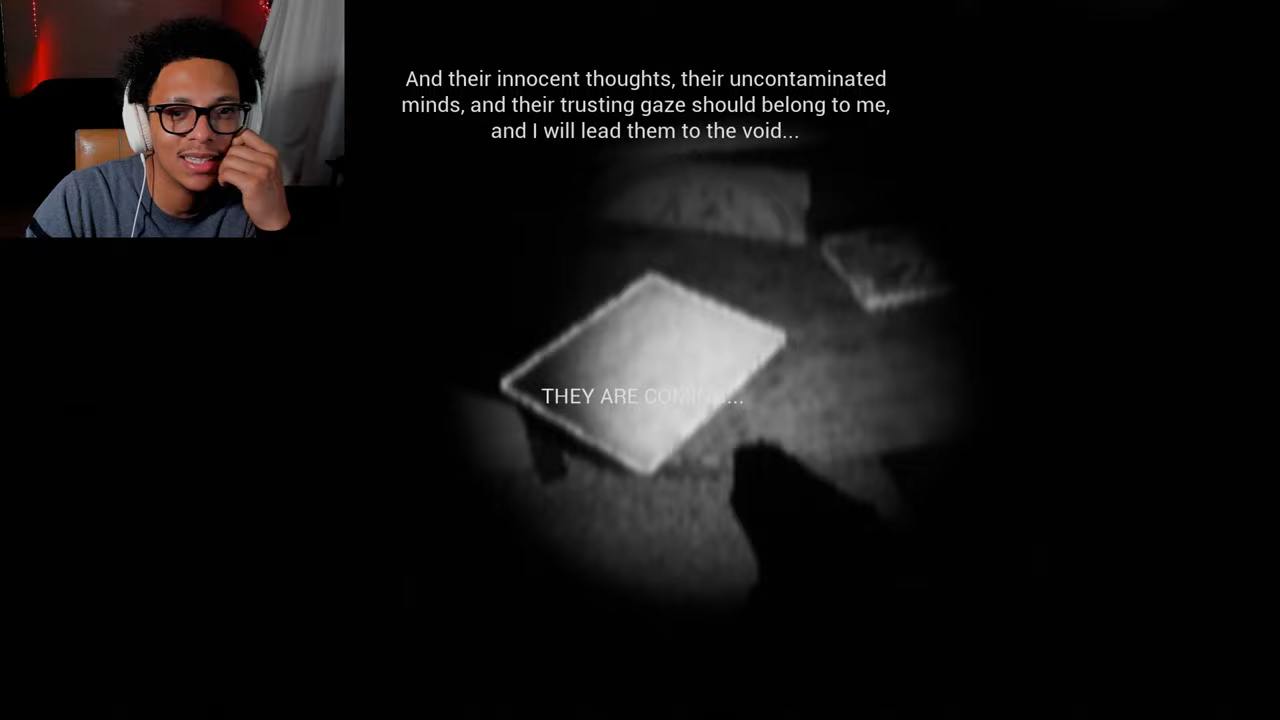 And their innocent thoughts, their uncontaminated
minds, and their trusting gaze should belong to me,
and I will lead them to the void...
THEY ARE COMING...